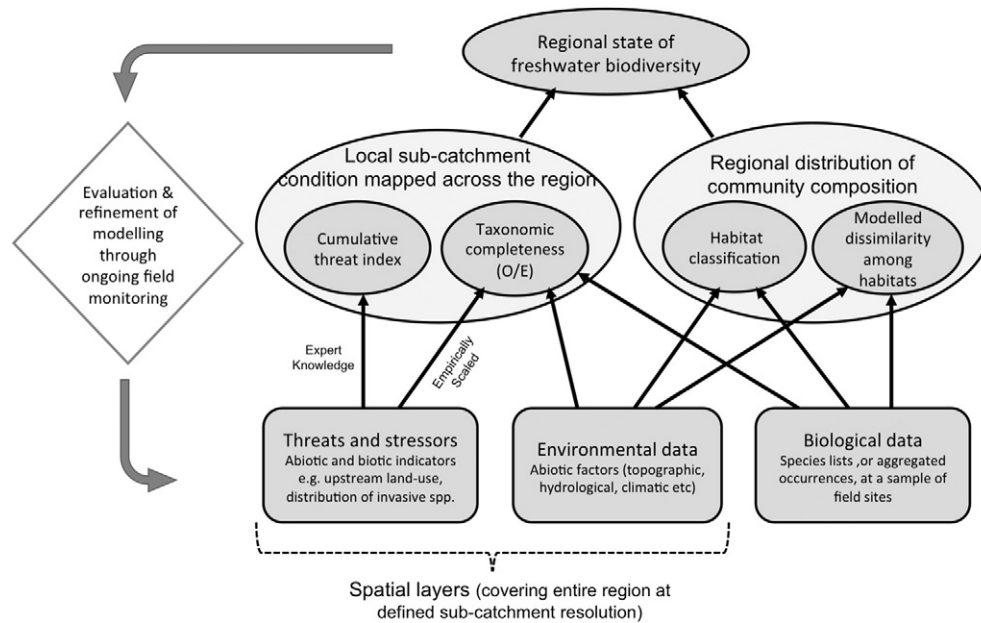 Regional state of
freshwater biodiversity
Local sub-catchment
condition mapped across the region
Regional distribution of
community composition
Evaluation &
refinement of
modelling
through
ongoing field
monitoring
Cumulative
threat index
Taxonomic
completeness
(O/E)
Habitat
classification
Modelled
dissimilarity
among
habitats
Expert
Knowledge
Empirically
Scaled
Threats and stressors
Abiotic and biotic indicators
e.g. upstream land-use,
distribution of invasive spp.
Environmental data
Abiotic factors (topographic,
hydrological, climatic etc)
Biological data
Species lists ,or aggregated
occurrences, at a sample of
field sites
Spatial layers (covering entire region at
defined sub-catchment resolution)